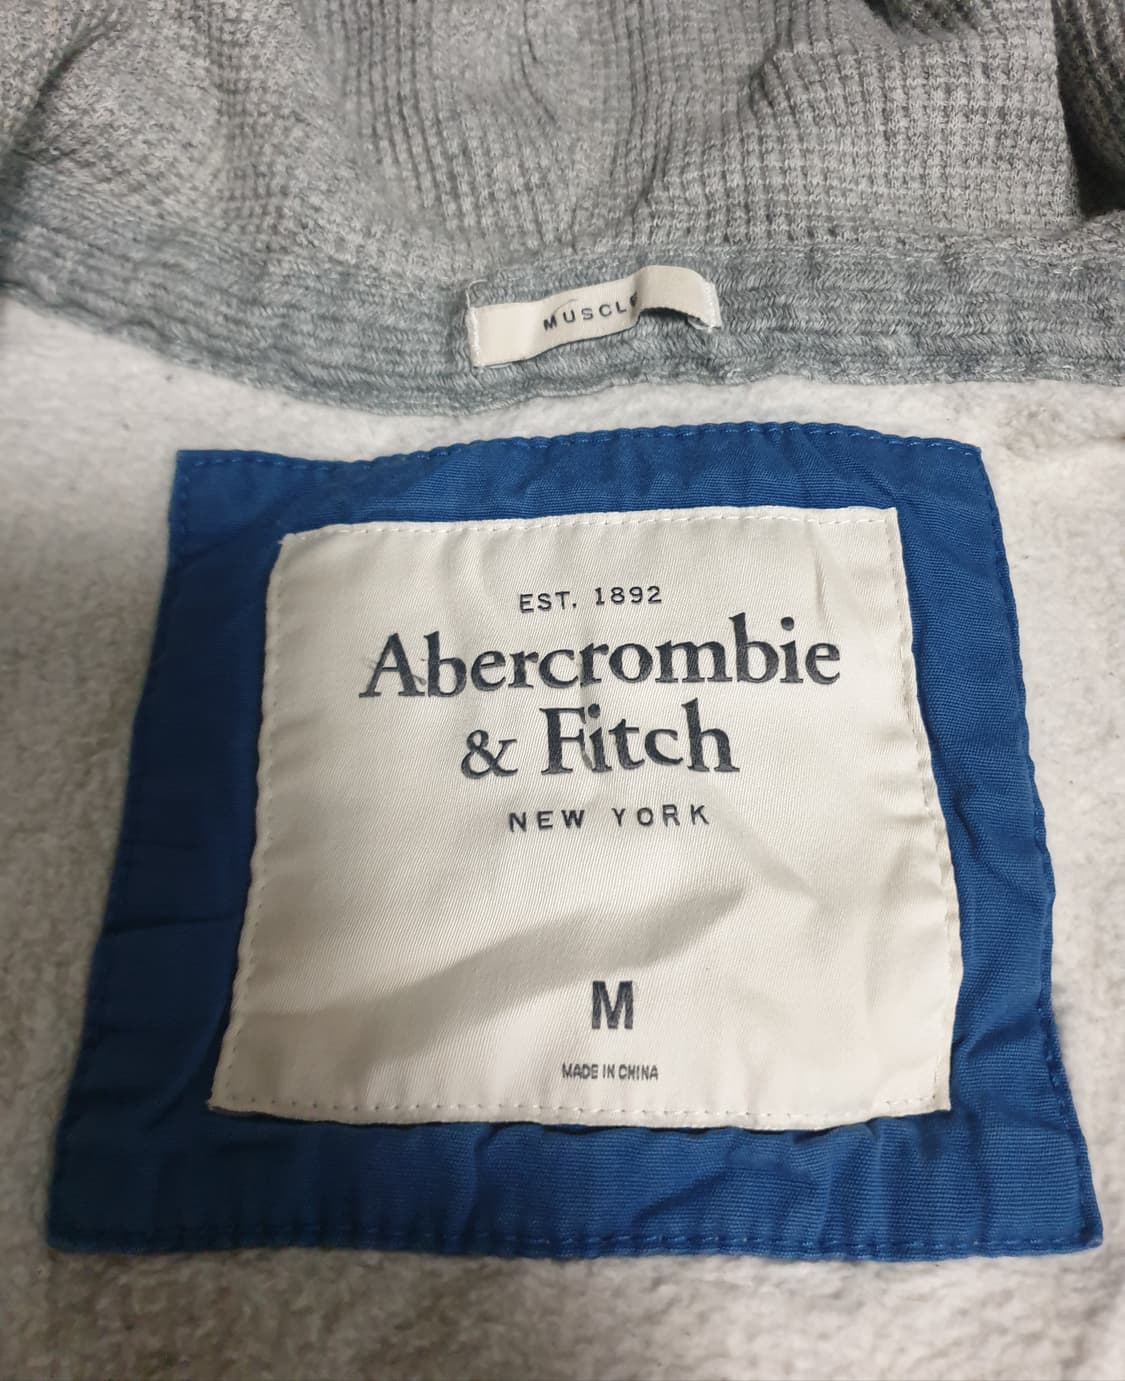 MUSCLE
EST. 1892
Abercrombie
& Fitch
NEW YORK
M
MADE IN CHINA